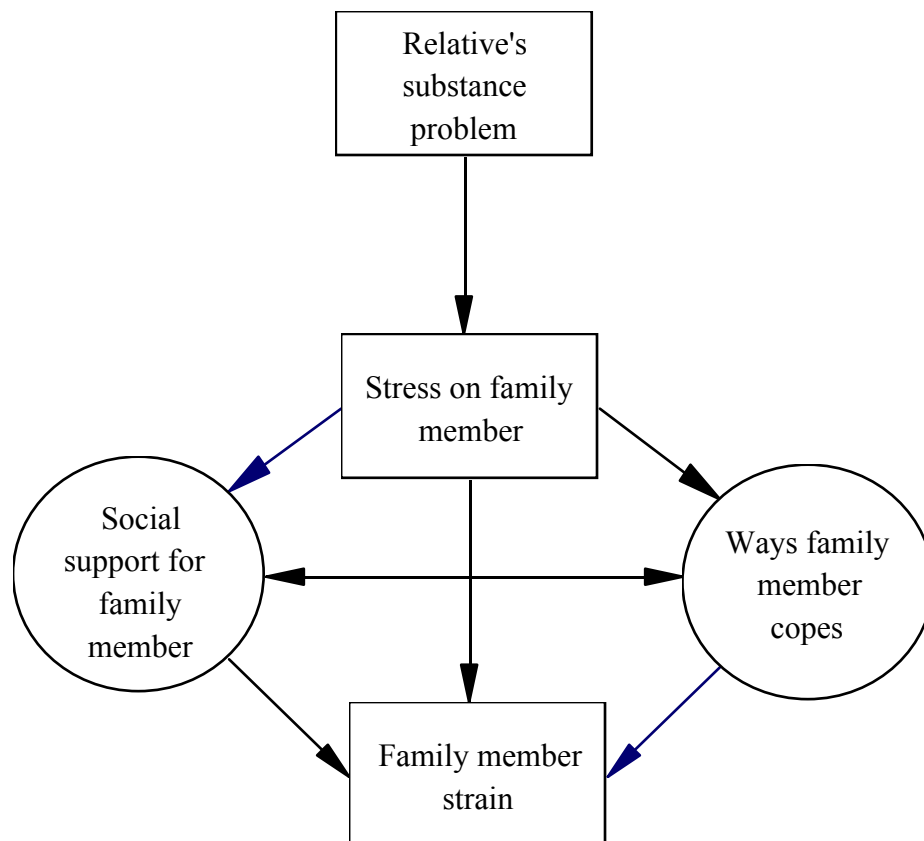 Relative's
substance
problem
Stress on family
member
Social
support for
family
member
Ways family
member
copes
Family member
strain